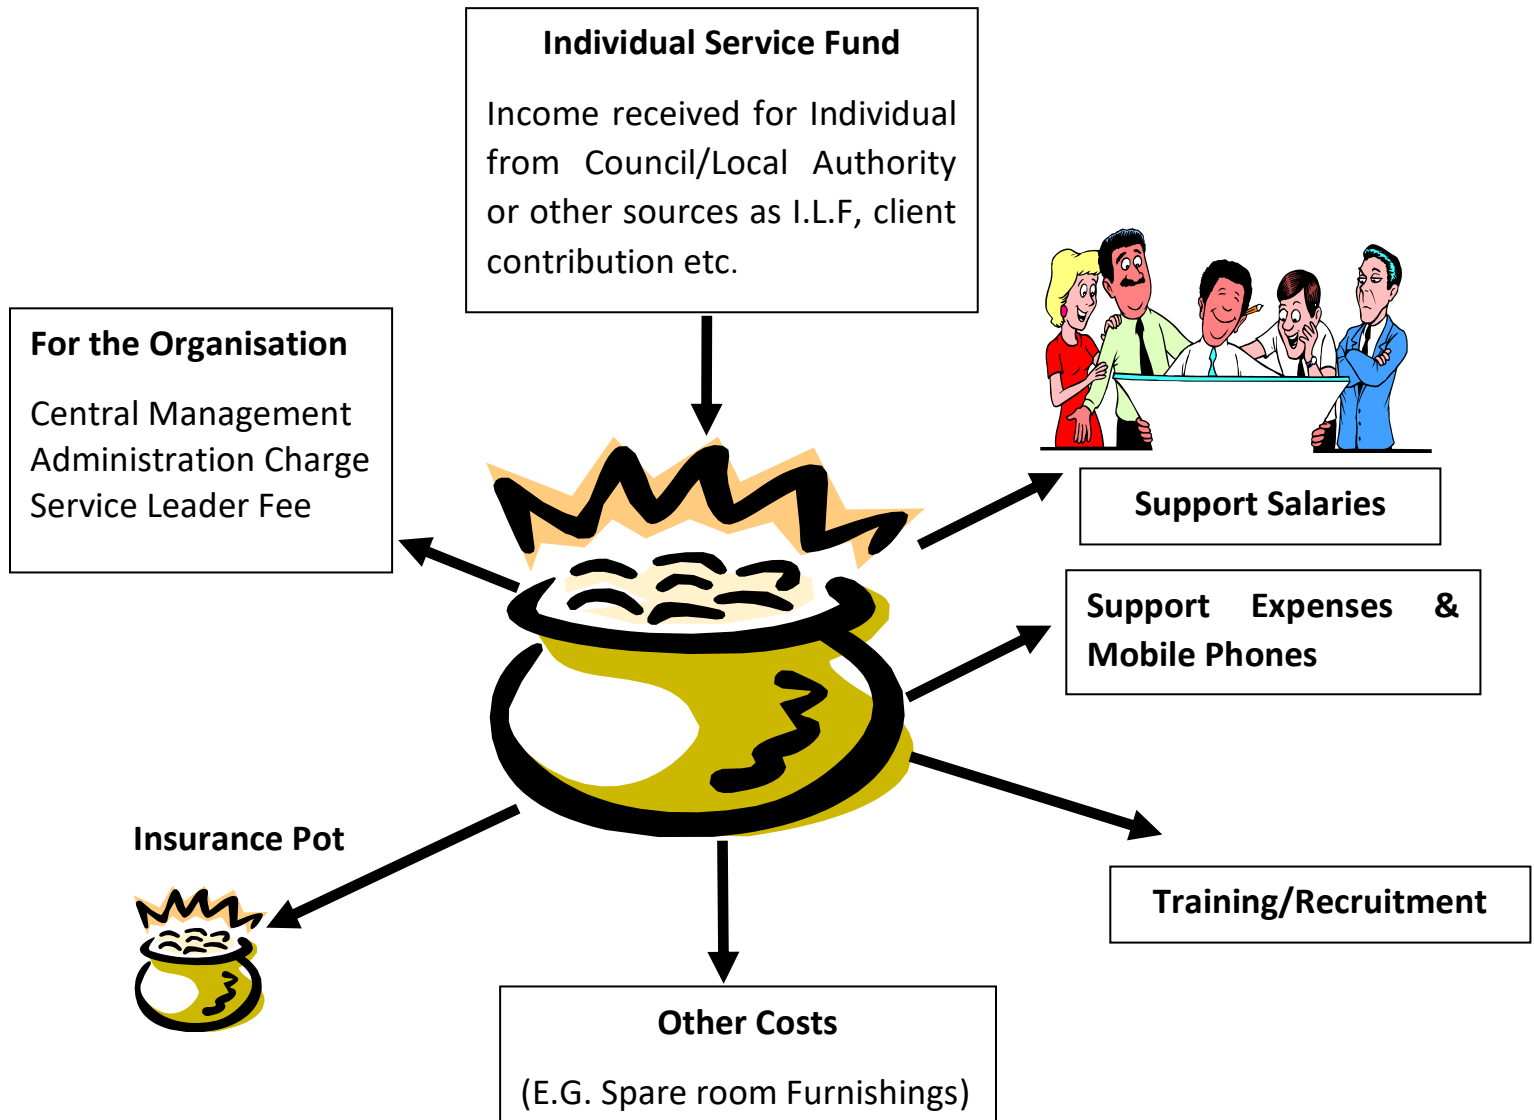 Individual Service Fund
Income received for Individual
from Council/Local Authority
or other sources as I.L.F, client
contribution etc.
For the Organisation
Central Management
Administration Charge
Service Leader Fee
Support Salaries
Support Expenses &
Mobile Phones
Insurance Pot
Training/Recruitment
Other Costs
(E.G. Spare room Furnishings)